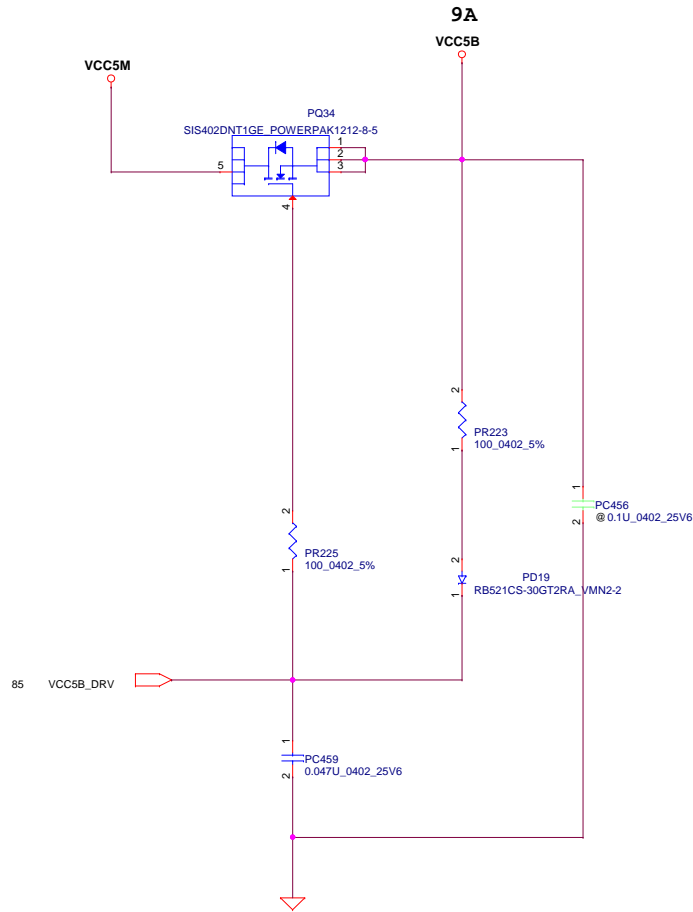 9A
VCC5B
VCC5M
PQ34
SIS402DNT1GE_POWERPAK1212-8-5
1
2
3
5
4
2
PR223
100_0402_5%
1
1
PC456
@ 0.1U_0402_25V6
2
2
PR225
100_0402_5%
1
2
PD19
RB521CS-30GT2RA_VMN2-2
1
85 VCC5B_DRV
1
PC459
0.047U_0402_25V6
2